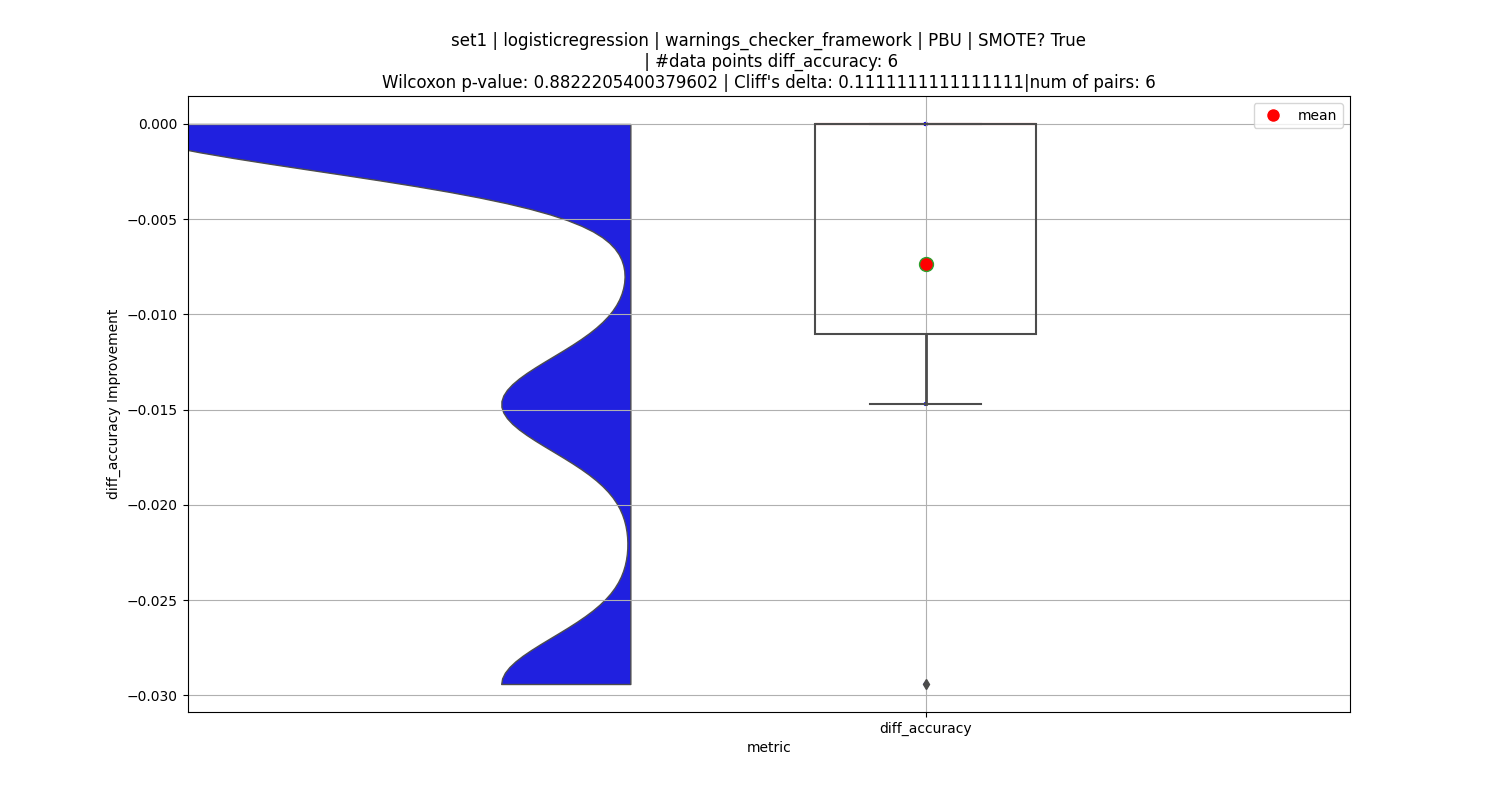 set1 | logisticregression | warnings_checker_framework | PBU | SMOTE? True
| #data points diff_accuracy: 6
Wilcoxon p-value: 0.8822205400379602 | Cliff's delta: 0.1111111111111111|num of pairs: 6
mean
0.000
−0.005
−0.010
−0.015
−0.020
−0.025
−0.030
diff_accuracy Improvement
diff_accuracy
metric